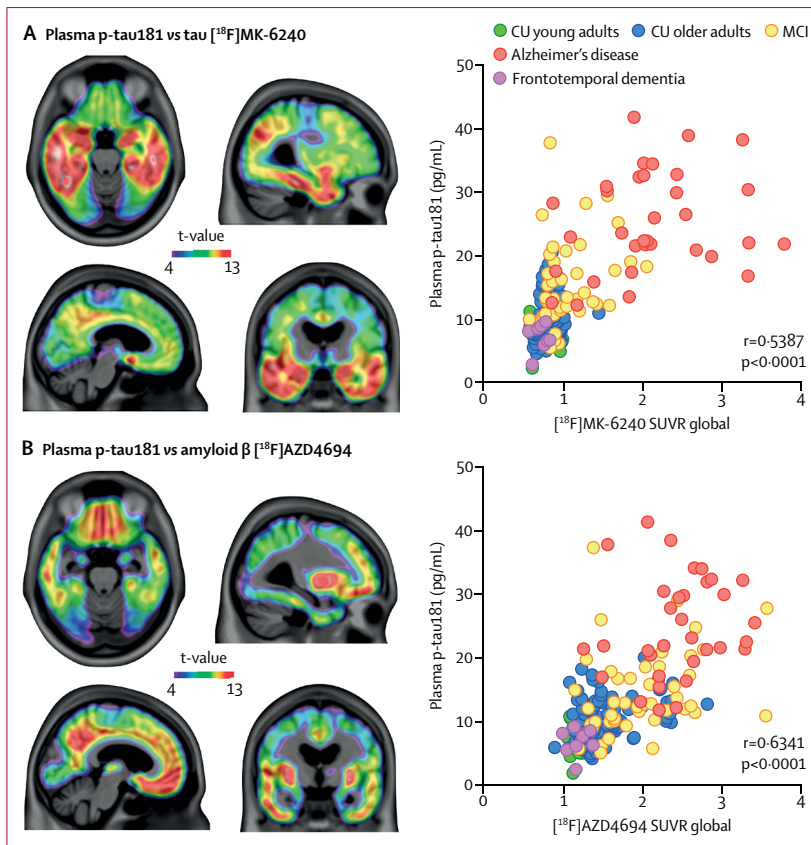 A Plasma p-tau181 vs tau [¹⁸F]MK-6240
t-value
4 13
CU young adults CU older adults MCI
Alzheimer's disease
Frontotemporal dementia
Plasma p-tau181 (pg/mL)
50
40
30
20
10
0
r=0·5387
p<0·0001
0 1 2 3 4
[¹⁸F]MK-6240 SUVR global
B Plasma p-tau181 vs amyloid β [¹⁸F]AZD4694
t-value
4 13
Plasma p-tau181 (pg/mL)
50
40
30
20
10
0
r=0·6341
p<0·0001
0 1 2 3 4
[¹⁸F]AZD4694 SUVR global